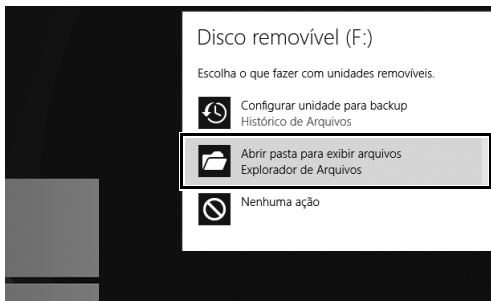 Disco removível (F:)
Escolha o que fazer com unidades removíveis.
Configurar unidade para backup
Histórico de Arquivos
Abrir pasta para exibir arquivos
Explorador de Arquivos
Nenhuma ação